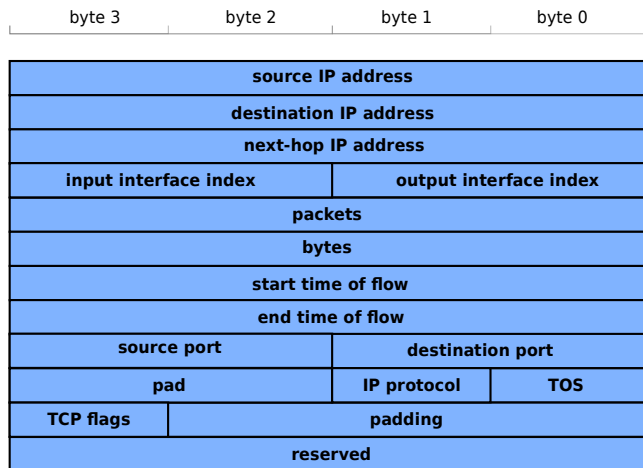 byte 3 byte 2 byte 1 byte 0
source IP address
destination IP address
next-hop IP address
input interface index output interface index
packets
bytes
start time of flow
end time of flow
source port destination port
pad IP protocol TOS
TCP flags padding
reserved